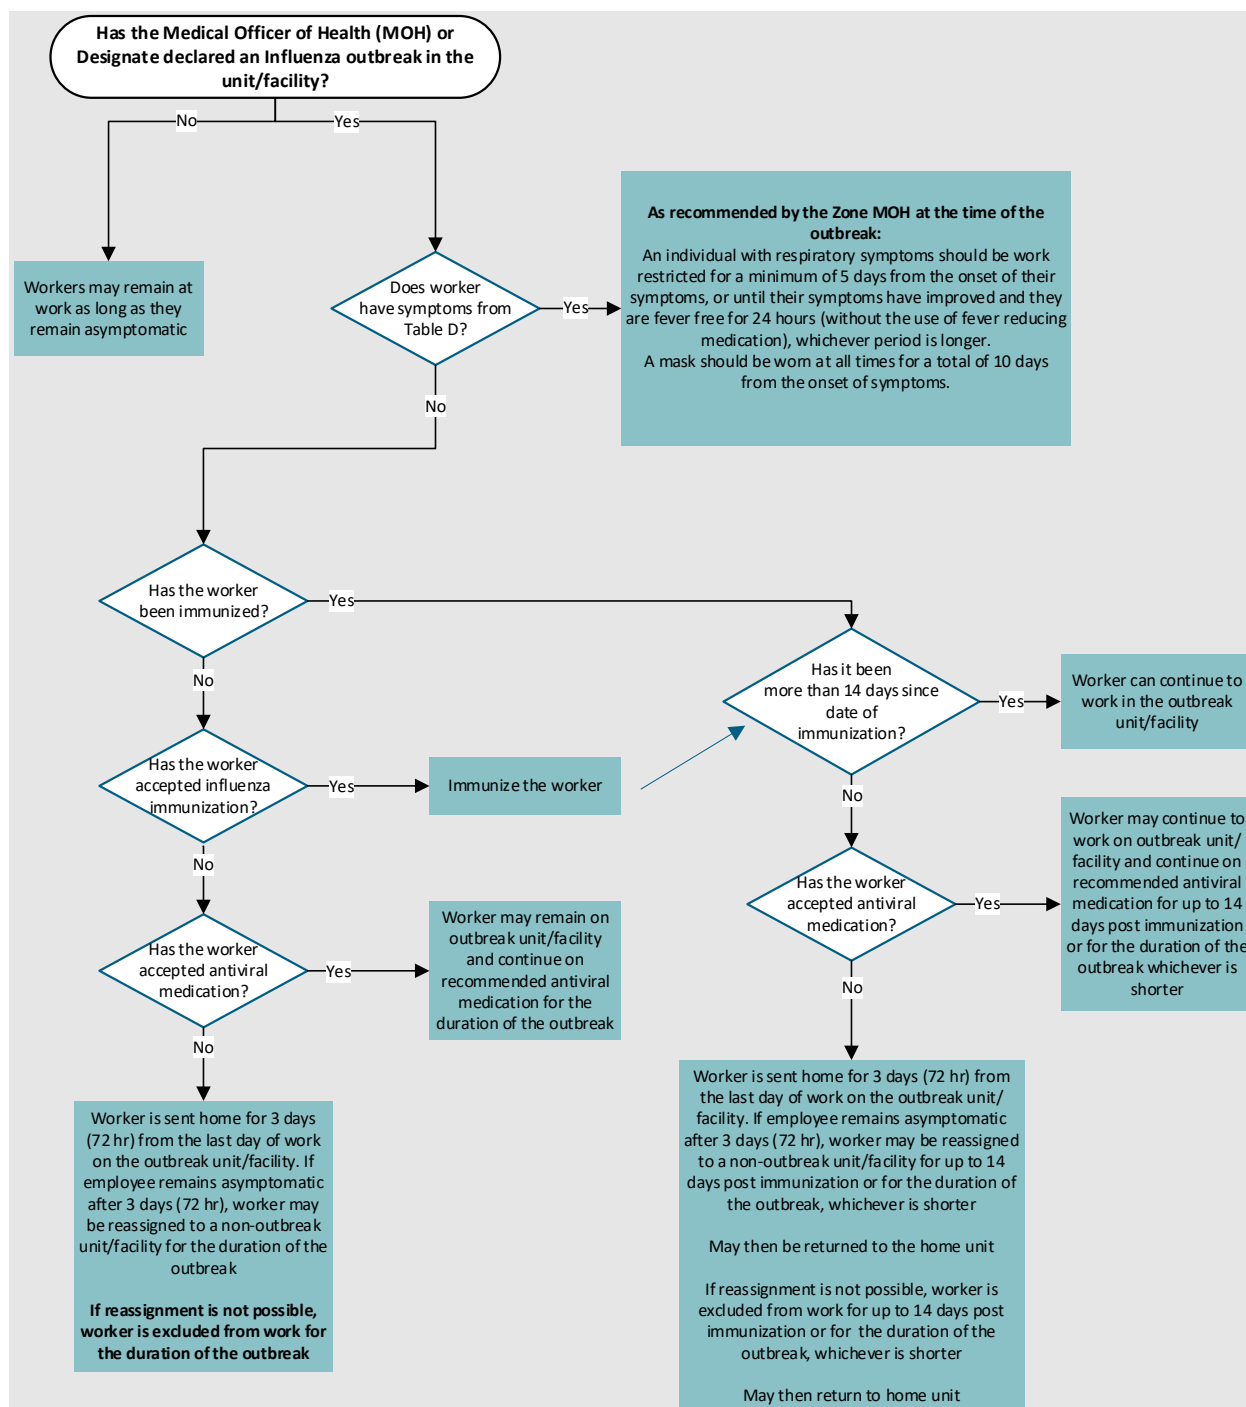 Has the Medical Officer of Health (MOH) or
Designate declared an Influenza outbreak in the
unit/facility?
No
Yes
Workers may remain at
work as long as they
remain asymptomatic
Does worker
have symptoms from
Table D?
Yes
As recommended by the Zone MOH at the time of the
outbreak:
An individual with respiratory symptoms should be work
restricted for a minimum of 5 days from the onset of their
symptoms, or until their symptoms have improved and they
are fever free for 24 hours (without the use of fever reducing
medication), whichever period is longer.
A mask should be worn at all times for a total of 10 days
from the onset of symptoms.
No
Has the worker
been immunized?
Yes
No
Has it been
more than 14 days since
date of
immunization?
Yes
Worker can continue to
work in the outbreak
unit/facility
Has the worker
accepted influenza
immunization?
Yes
Immunize the worker
No
No
Has the worker
accepted antiviral
medication?
Yes
Worker may continue to
work on outbreak unit/
facility and continue on
recommended antiviral
medication for up to 14
days post immunization
or for the duration of the
outbreak whichever is
shorter
Has the worker
accepted antiviral
medication?
Yes
Worker may remain on
outbreak unit/facility
and continue on
recommended antiviral
medication for the
duration of the outbreak
No
No
Worker is sent home for 3 days
(72 hr) from the last day of work
on the outbreak unit/facility. If
employee remains asymptomatic
after 3 days (72 hr), worker may
be reassigned to a non-outbreak
unit/facility for the duration of the
outbreak
If reassignment is not possible,
worker is excluded from work for
the duration of the outbreak
Worker is sent home for 3 days (72 hr) from
the last day of work on the outbreak unit/
facility. If employee remains asymptomatic
after 3 days (72 hr), worker may be reassigned
to a non-outbreak unit/facility for up to 14
days post immunization or for the duration of
the outbreak, whichever is shorter
May then be returned to the home unit
If reassignment is not possible, worker is
excluded from work for up to 14 days post
immunization or for the duration of the
outbreak, whichever is shorter
May then return to home unit